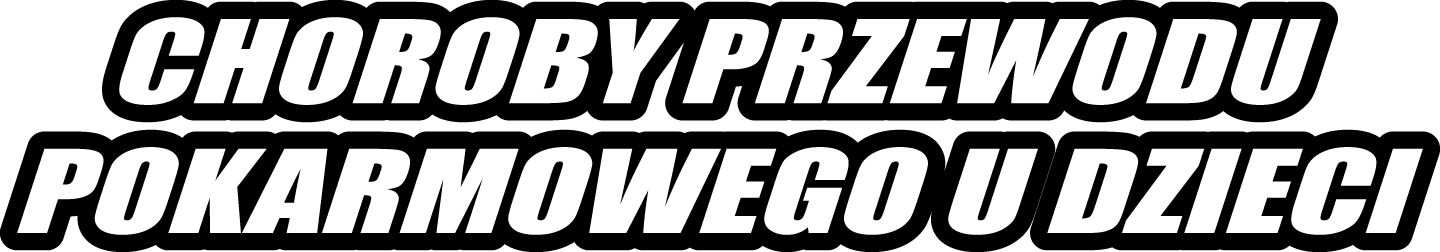 CHOROBY PRZEWODU
POKARMOWEGO U DZIECI